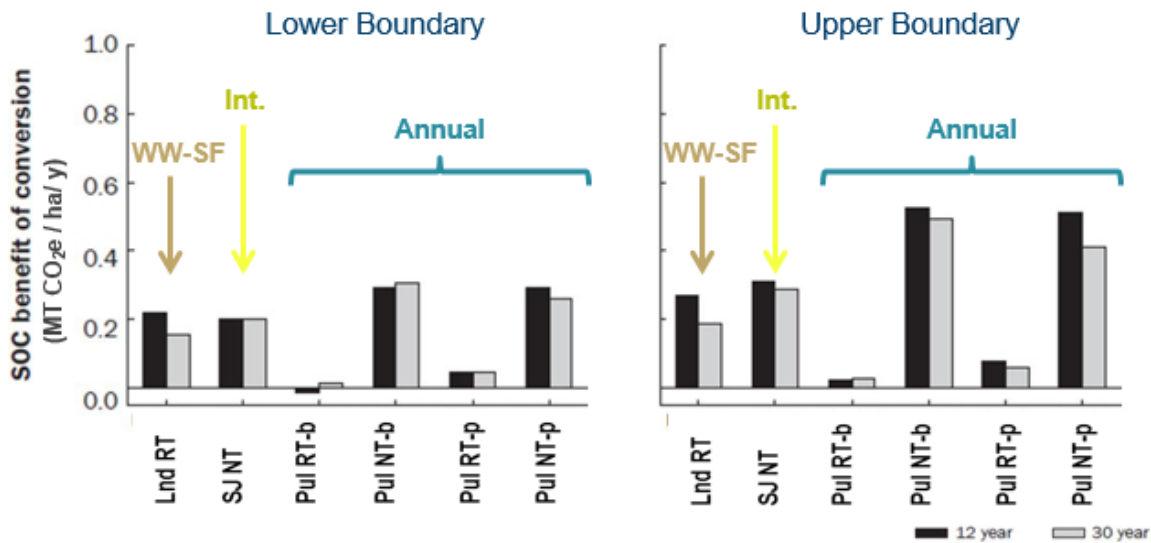 Lower Boundary
Upper Boundary
SOC benefit of conversion
(MT CO₂e / ha/ y)
1.0
0.8
0.6
0.4
0.2
0.0
WW-SF
Int.
Annual
WW-SF
Int.
Annual
Lnd RT
SJ NT
Pul RT-b
Pul NT-b
Pul RT-p
Pul NT-p
Lnd RT
SJ NT
Pul RT-b
Pul NT-b
Pul RT-p
Pul NT-p
12 year
30 year